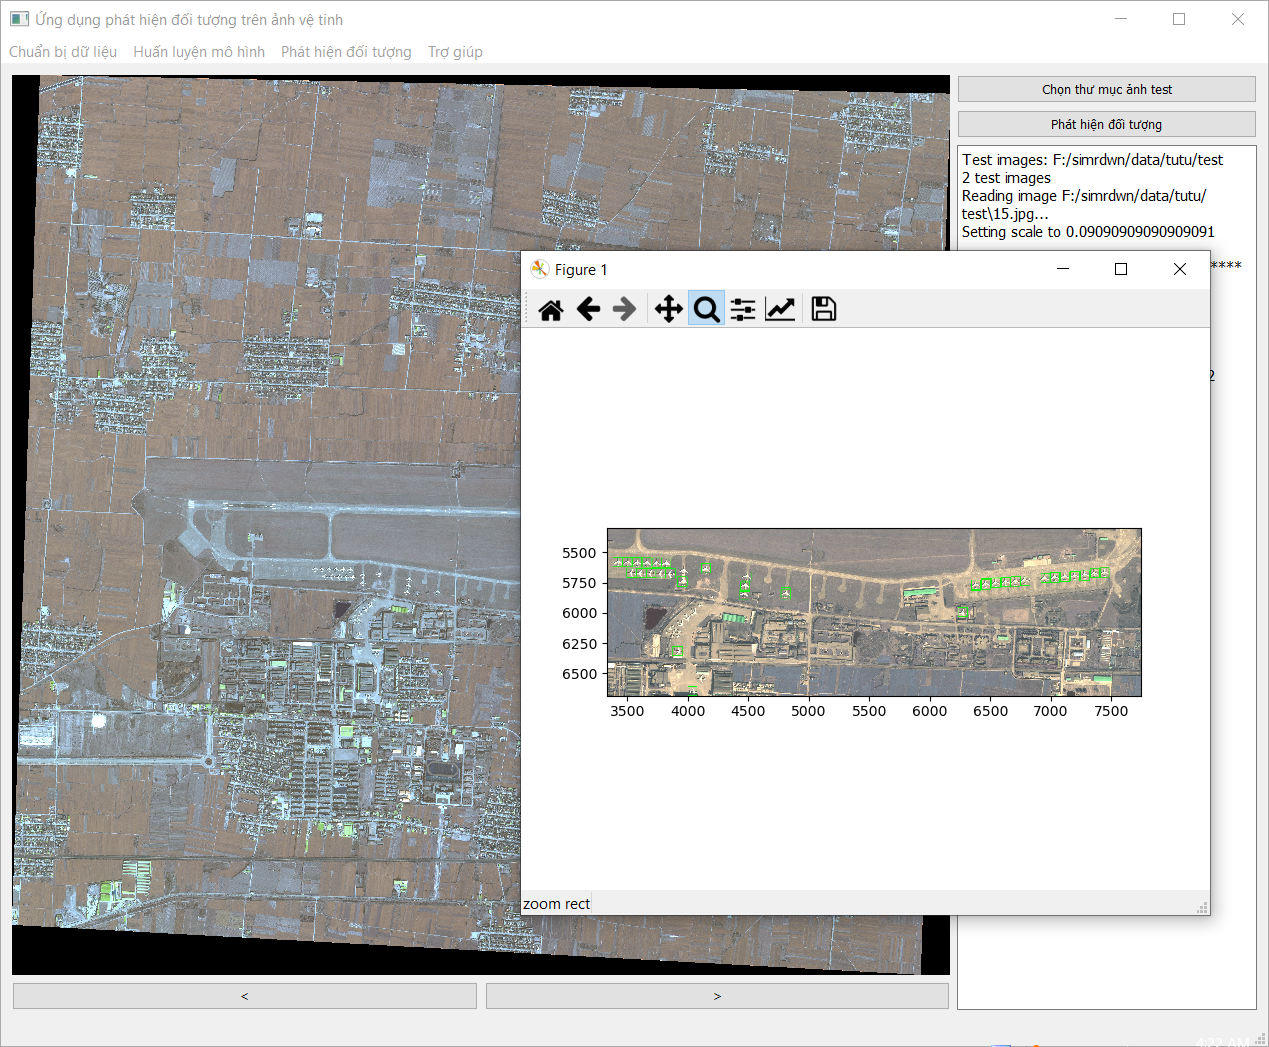 Ứng dụng phát hiện đối tượng trên ảnh vệ tinh
Chuẩn bị dữ liệu Huấn luyện mô hình Phát hiện đối tượng Trợ giúp
Chọn thư mục ảnh test
Phát hiện đối tượng
Test images: F:/simrdwn/data/tutu/test
2 test images
Reading image F:/simrdwn/data/tutu/
test\15.jpg...
Setting scale to 0.09090909090909091
****
2
Figure 1
5500
5750
6000
6250
6500
3500 4000 4500 5000 5500 6000 6500 7000 7500
zoom rect
< >
4:22 AM